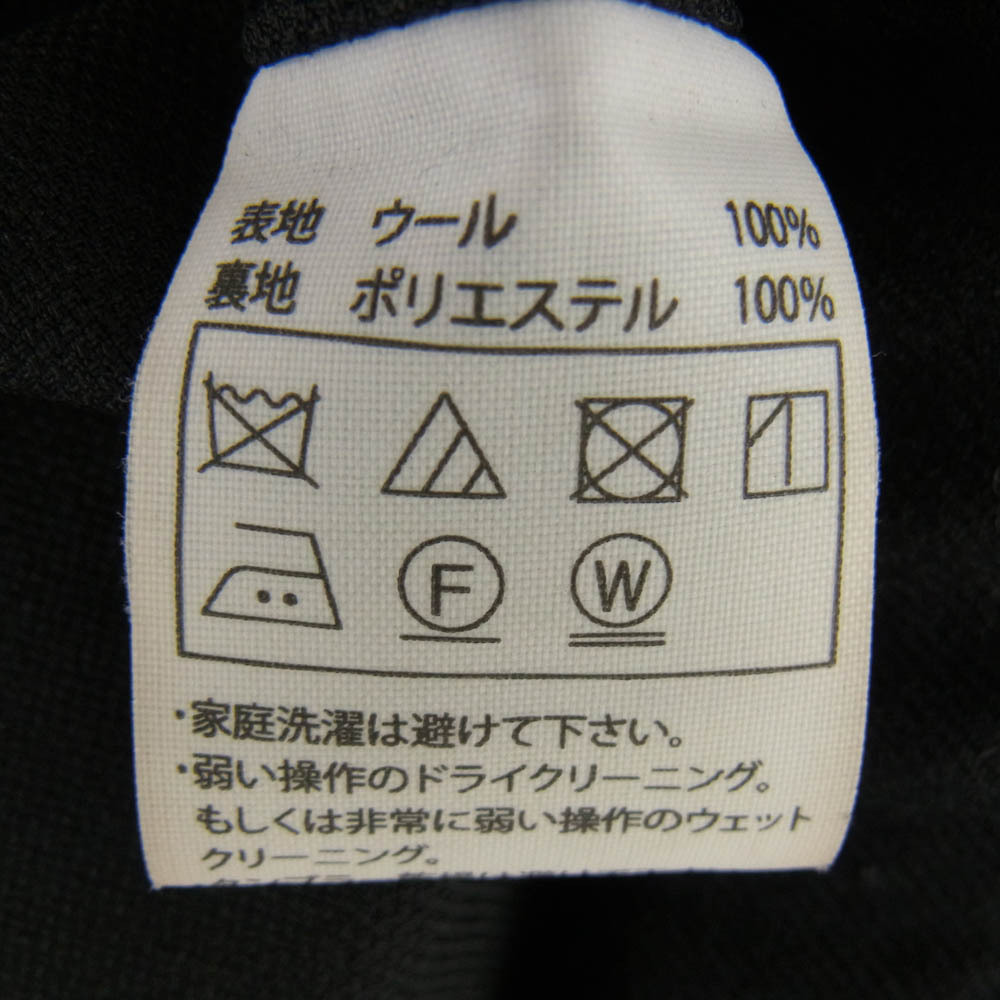 表地 ウール 100%
裏地 ポリエステル 100%
F W
・家庭洗濯は避けて下さい。
・弱い操作のドライクリーニング。
もしくは非常に弱い操作のウェット
クリーニング。